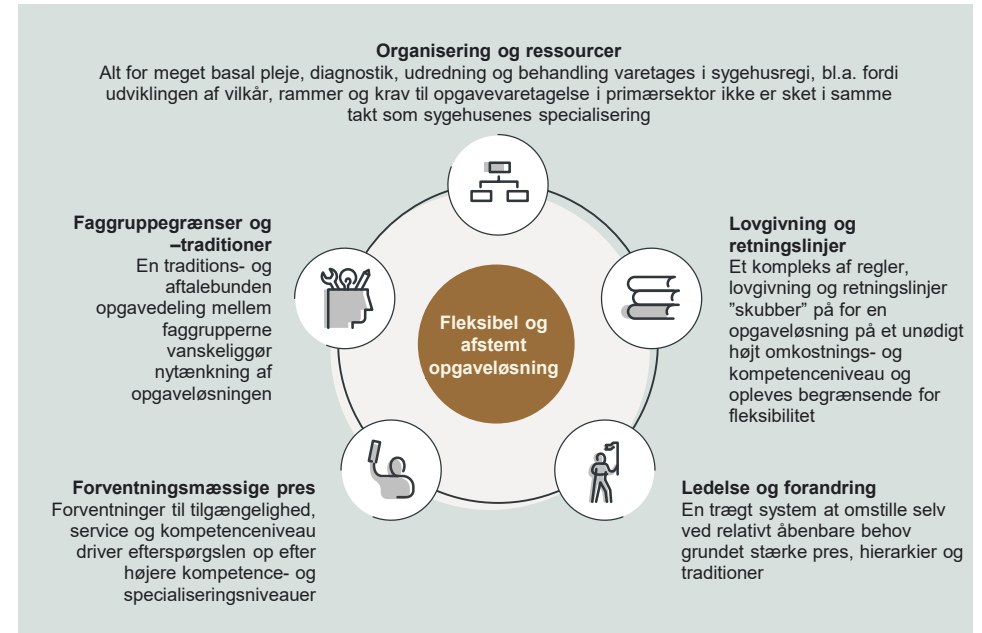 Organisering og ressourcer
Alt for meget basal pleje, diagnostik, udredning og behandling varetages i sygehusregi, bl.a. fordi
udviklingen af vilkår, rammer og krav til opgavevaretagelse i primærsektor ikke er sket i samme
takt som sygehusenes specialisering
Faggruppegrænser og
–traditioner
En traditions- og
aftalebunden
opgavedeling mellem
faggrupperne
vanskeliggør
nytænkning af
opgaveløsningen
Fleksibel og
afstemt
opgaveløsning
Lovgivning og
retningslinjer
Et kompleks af regler,
lovgivning og retningslinjer
”skubber” på for en
opgaveløsning på et unødigt
højt omkostnings- og
kompetenceniveau og
opleves begrænsende for
fleksibilitet
Forventningsmæssige pres
Forventninger til tilgængelighed,
service og kompetenceniveau
driver efterspørgslen op efter
højere kompetence- og
specialiseringsniveauer
Ledelse og forandring
En trægt system at omstille selv
ved relativt åbenbare behov
grundet stærke pres, hierarkier og
traditioner